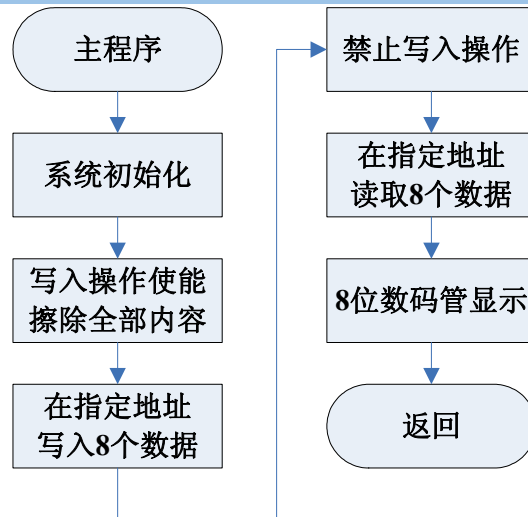 主程序
系统初始化
写入操作使能
擦除全部内容
在指定地址
写入8个数据
禁止写入操作
在指定地址
读取8个数据
8位数码管显示
返回